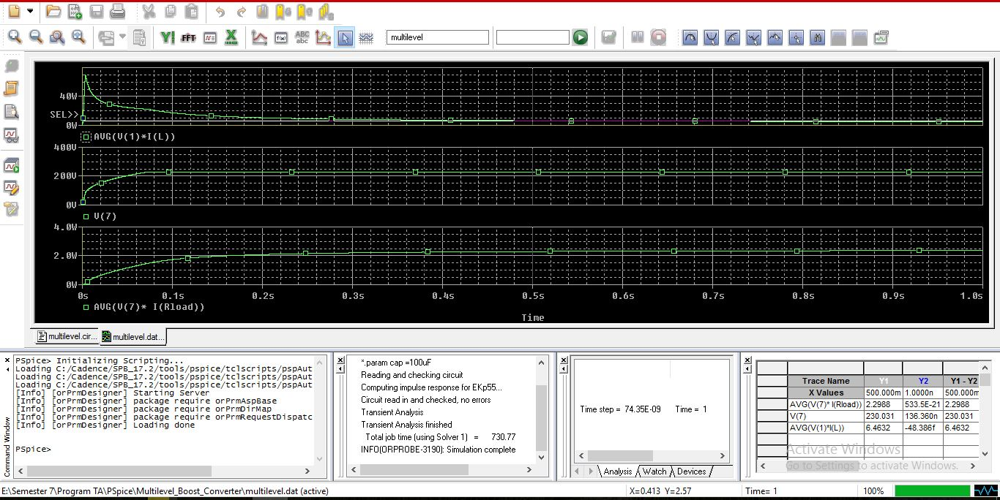 Y!
FFT
ABC
abc
f(x)
multilevel
40W
SEL>>
0W
AVG(V(1)*I(L))
400V
200V
0V
V(7)
4.0W
2.0W
0W
0s 0.1s 0.2s 0.3s 0.4s 0.5s 0.6s 0.7s 0.8s 0.9s 1.0s
AVG(V(7)* I(Rload))
Time
multilevel.cir...
multilevel.dat...
Command Window
PSpice> Initializing Scripting...
Loading C:/Cadence/SPB_17.2/tools/pspice/tclscripts/pspAut
Loading C:/Cadence/SPB_17.2/tools/pspice/tclscripts/pspAut
Loading C:/Cadence/SPB_17.2/tools/pspice/tclscripts/pspAut
[Info] [orPrmDesigner] Starting Server
[Info] [orPrmDesigner] package require orPrmAspBase
[Info] [orPrmDesigner] package require orPrmDirMap
[Info] [orPrmDesigner] package require orPrmRequestDispatc
[Info] [orPrmDesigner] Loading done
PSpice>
*.param cap =100uF
Reading and checking circuit
Computing impulse response for EKp55...
Circuit read in and checked, no errors
Transient Analysis
Transient Analysis finished
Total job time (using Solver 1) = 730.77
INFO(ORPROBE-3190): Simulation complete
Time step = 74.35E-09 Time = 1
Analysis Watch Devices
Trace Name Y1 Y2 Y1 - Y2
X Values 500.000m 1.0000n 500.000m
AVG(V(7)* I(Rload)) 2.2988 533.5E-21 2.2988
V(7) 230.031 136.360n 230.031
AVG(V(1)*I(L)) 6.4632 -48.386f 6.4632
Activate Windows
Go to Settings to activate Windows.
E:\Semester 7\Program TA\PSpice\Multilevel_Boost_Converter\multilevel.dat (active)
X=0.413 Y=2.57
Time= 1
100%